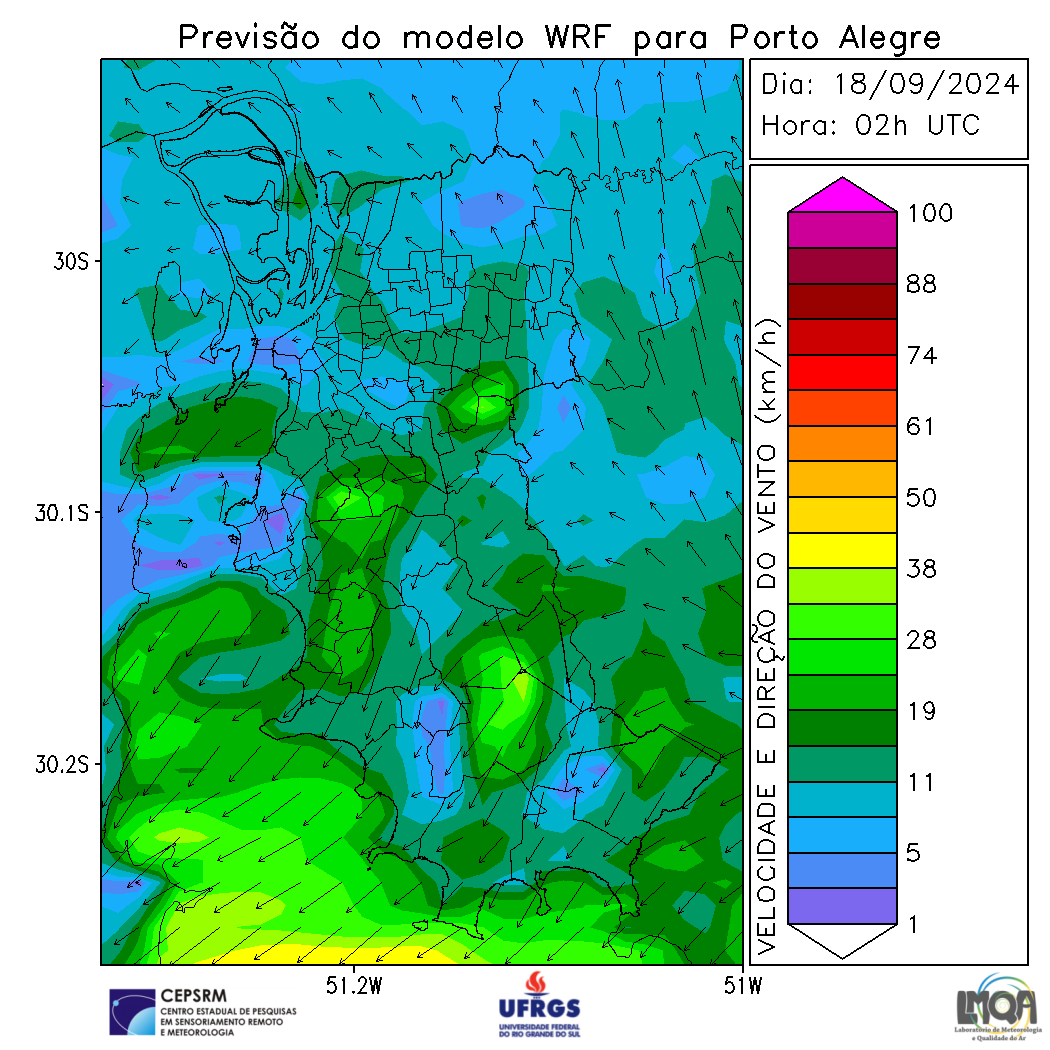 Previsão do modelo WRF para Porto Alegre
Dia: 18/09/2024
Hora: 02h UTC
30S
30.1S
30.2S
51.2W
51W
VELOCIDADE E DIREÇÃO DO VENTO (km/h)
100
88
74
61
50
38
28
19
11
5
1
CEPSRM
CENTRO ESTADUAL DE PESQUISAS
EM SENSORIAMENTO REMOTO
E METEOROLOGIA
UFRGS
UNIVERSIDADE FEDERAL
DO RIO GRANDE DO SUL
LMQA
Laboratório de Meteorologia
e Qualidade do Ar